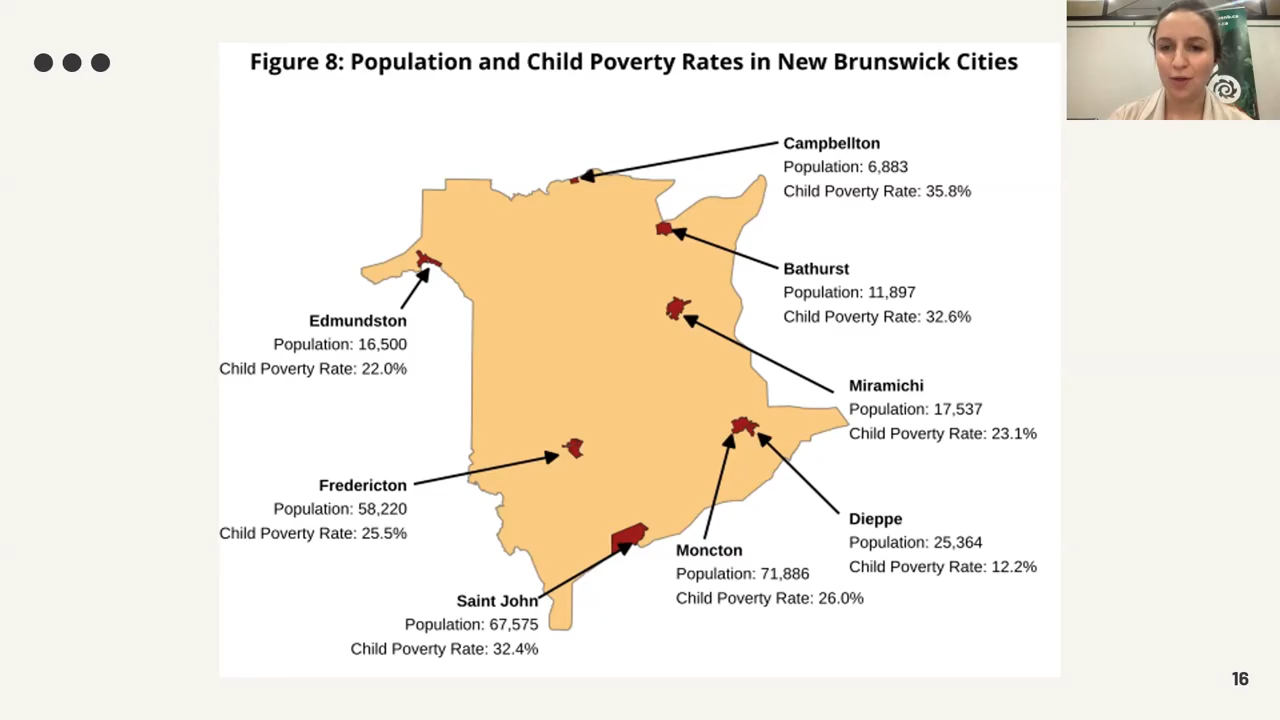 Figure 8: Population and Child Poverty Rates in New Brunswick Cities
Campbellton
Population: 6,883
Child Poverty Rate: 35.8%
Bathurst
Population: 11,897
Child Poverty Rate: 32.6%
Edmundston
Population: 16,500
Child Poverty Rate: 22.0%
Miramichi
Population: 17,537
Child Poverty Rate: 23.1%
Fredericton
Population: 58,220
Child Poverty Rate: 25.5%
Dieppe
Population: 25,364
Child Poverty Rate: 12.2%
Moncton
Population: 71,886
Child Poverty Rate: 26.0%
Saint John
Population: 67,575
Child Poverty Rate: 32.4%
16